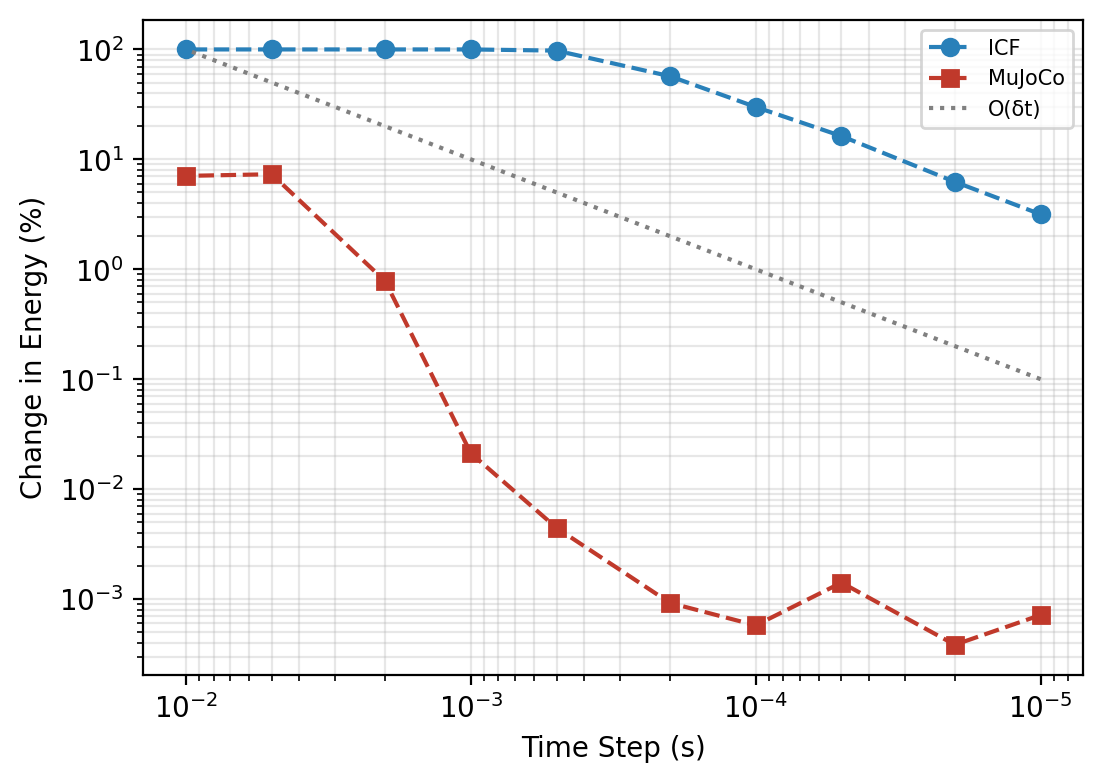 ICF
MuJoCo
O(δt)
Change in Energy (%)
10²
10¹
10⁰
10⁻¹
10⁻²
10⁻³
10⁻²
10⁻³
10⁻⁴
10⁻⁵
Time Step (s)